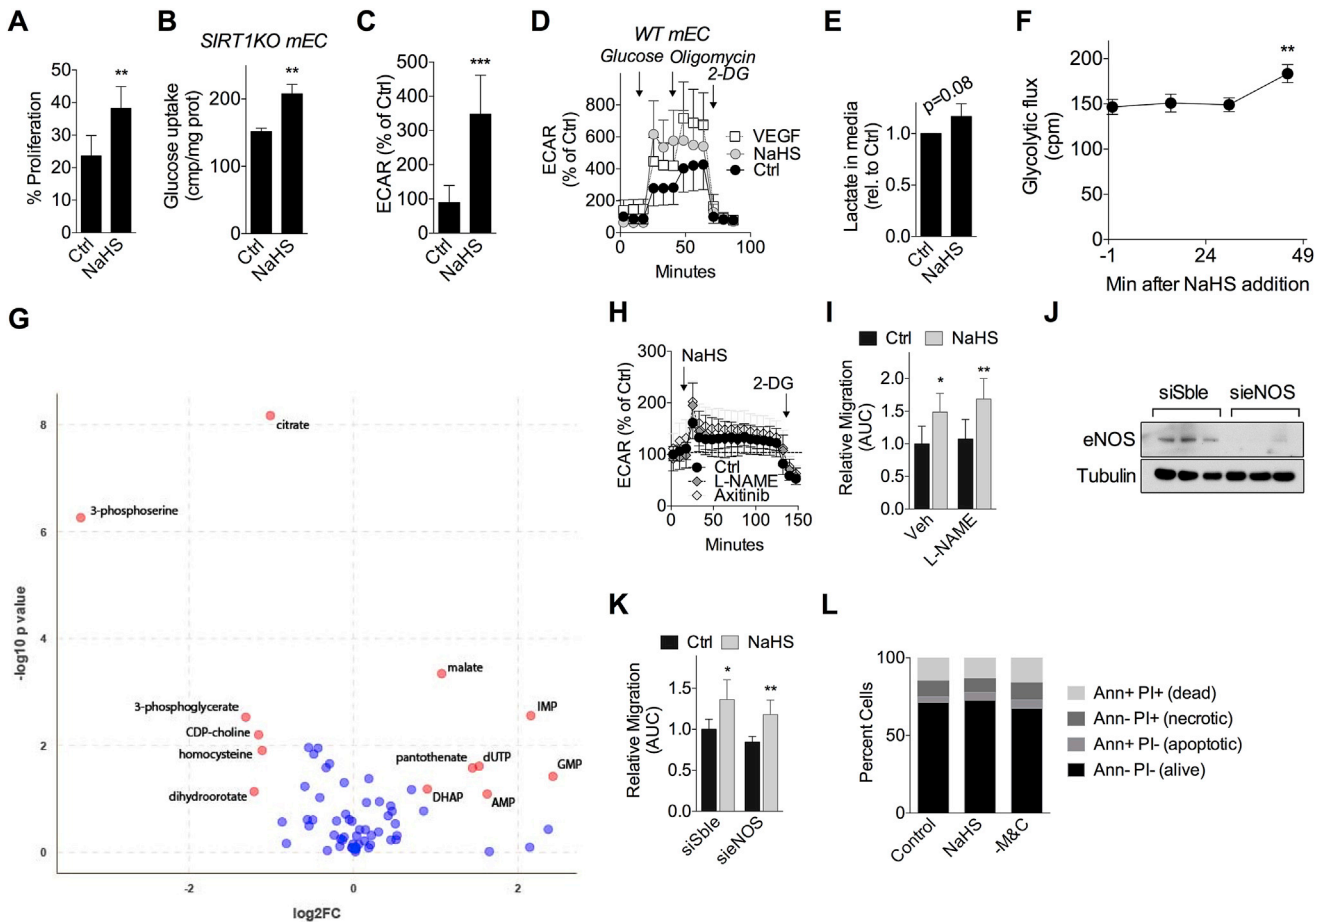 A
B
C
D
E
F
SIRT1KO mEC
WT mEC
Glucose
Oligomycin
2-DG
% Proliferation
50
40
30
20
10
0
**
Ctrl
NaHS
Glucose uptake
(cmp/mg prot)
200
100
0
**
Ctrl
NaHS
ECAR (% of Ctrl)
500
400
300
200
100
0
***
Ctrl
NaHS
ECAR
(% of Ctrl)
800
600
400
200
0
0
50
100
Minutes
VEGF
NaHS
Ctrl
Lactate in media
(rel. to Ctrl)
1.0
0.5
0.0
p=0.08
Ctrl
NaHS
Glycolytic flux
(cpm)
200
150
100
50
0
**
-1
24
49
Min after NaHS addition
G
-log10 p value
8
6
4
2
0
-2
0
2
log2FC
citrate
3-phosphoserine
malate
3-phosphoglycerate
IMP
CDP-choline
homocysteine
pantothenate
dUTP
GMP
dihydroorotate
DHAP
AMP
H
ECAR (% of Ctrl)
300
200
100
0
NaHS
2-DG
Ctrl
L-NAME
Axitinib
0
50
100
150
Minutes
I
Ctrl
NaHS
Relative Migration
(AUC)
2.0
1.5
1.0
0.5
0.0
*
**
Veh
L-NAME
J
siSble
sieNOS
eNOS
Tubulin
K
Ctrl
NaHS
Relative Migration
(AUC)
1.5
1.0
0.5
0.0
*
**
siSble
sieNOS
L
Percent Cells
100
50
0
Control
NaHS
-M&C
Ann+ PI+ (dead)
Ann- PI+ (necrotic)
Ann+ PI- (apoptotic)
Ann- PI- (alive)